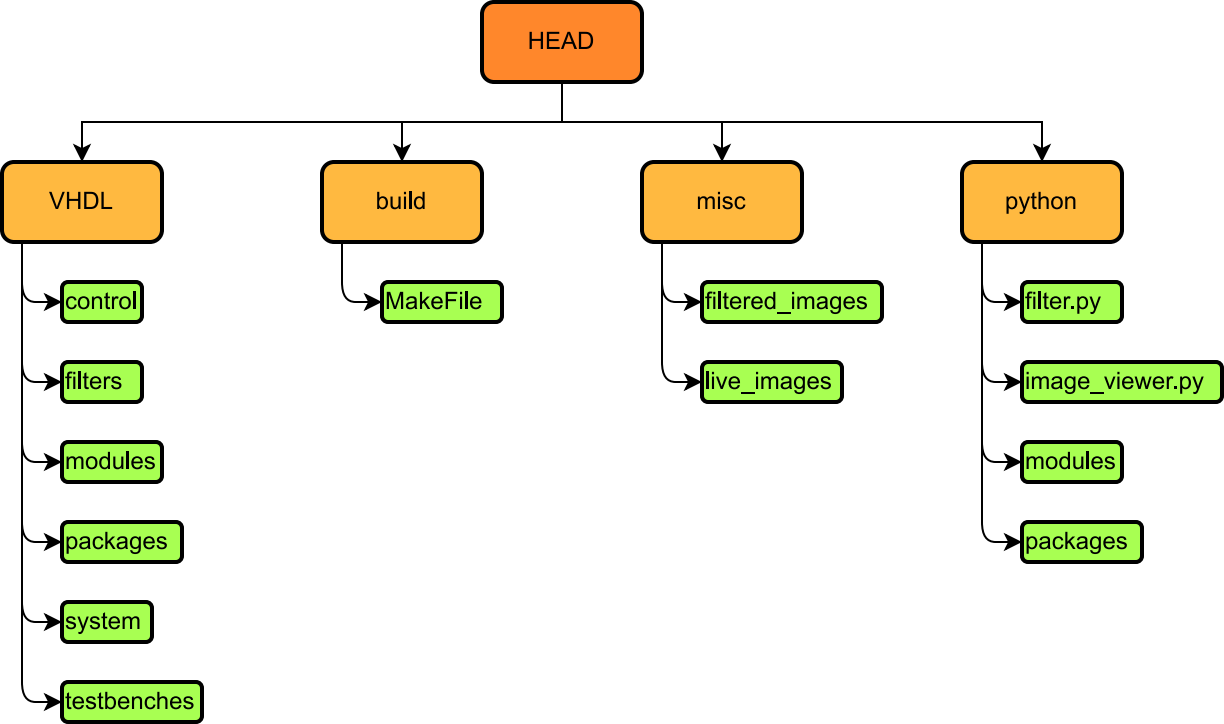 HEAD
VHDL
build
misc
python
control
MakeFile
filtered_images
filter.py
filters
live_images
image_viewer.py
modules
modules
packages
packages
system
testbenches